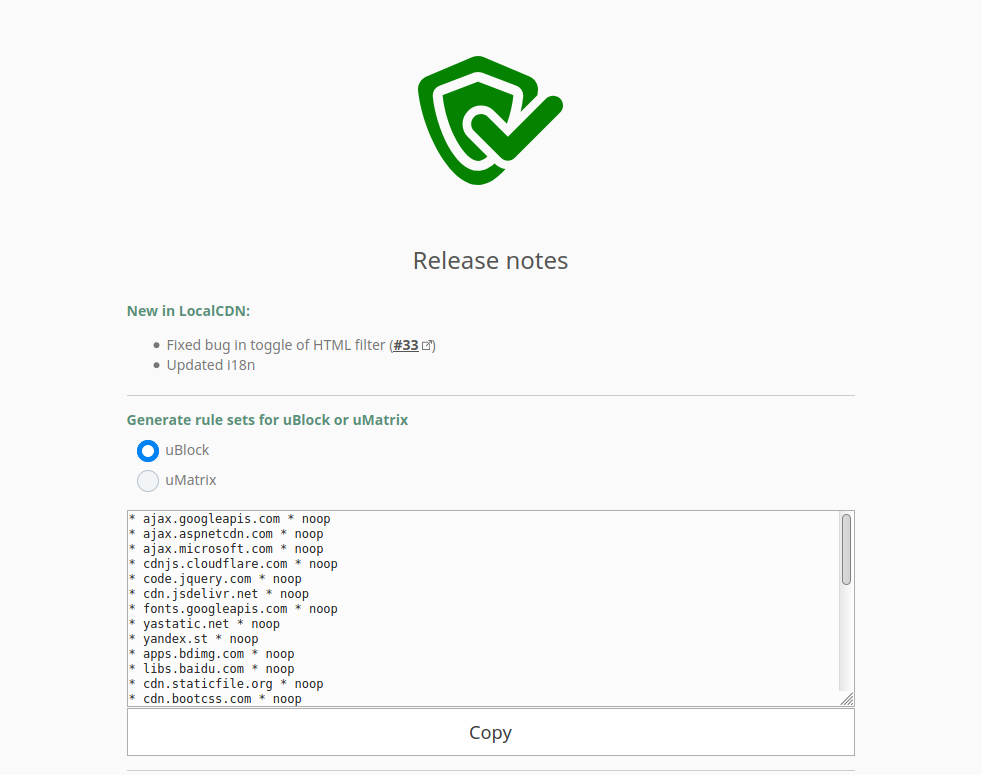 Release notes
New in LocalCDN:
Fixed bug in toggle of HTML filter (#33)
Updated i18n
Generate rule sets for uBlock or uMatrix
uBlock
uMatrix
* ajax.googleapis.com * noop
* ajax.aspnetcdn.com * noop
* ajax.microsoft.com * noop
* cdnjs.cloudflare.com * noop
* code.jquery.com * noop
* cdn.jsdelivr.net * noop
* fonts.googleapis.com * noop
* yastatic.net * noop
* yandex.st * noop
* apps.bdimg.com * noop
* libs.baidu.com * noop
* cdn.staticfile.org * noop
* cdn.bootcss.com * noop
Copy